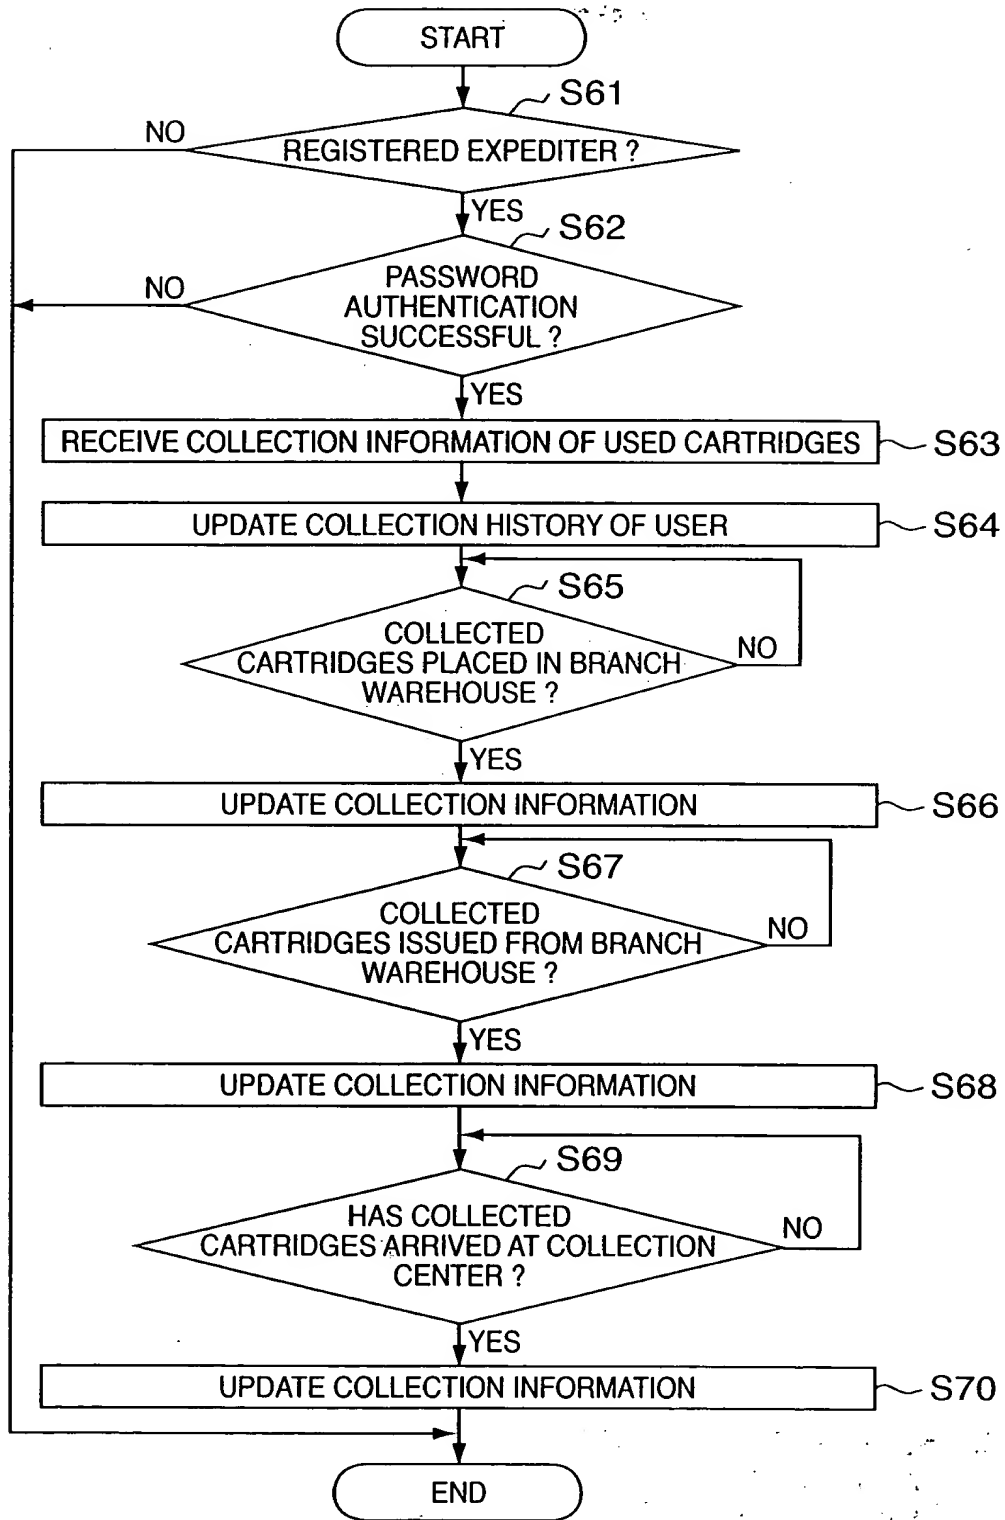 START
S61
NO
REGISTERED EXPEDITER ?
YES
S62
NO
PASSWORD
AUTHENTICATION
SUCCESSFUL ?
YES
RECEIVE COLLECTION INFORMATION OF USED CARTRIDGES
S63
UPDATE COLLECTION HISTORY OF USER
S64
S65
COLLECTED
CARTRIDGES PLACED IN BRANCH
WAREHOUSE ?
NO
YES
UPDATE COLLECTION INFORMATION
S66
S67
COLLECTED
CARTRIDGES ISSUED FROM BRANCH
WAREHOUSE ?
NO
YES
UPDATE COLLECTION INFORMATION
S68
S69
HAS COLLECTED
CARTRIDGES ARRIVED AT COLLECTION
CENTER ?
NO
YES
UPDATE COLLECTION INFORMATION
S70
END